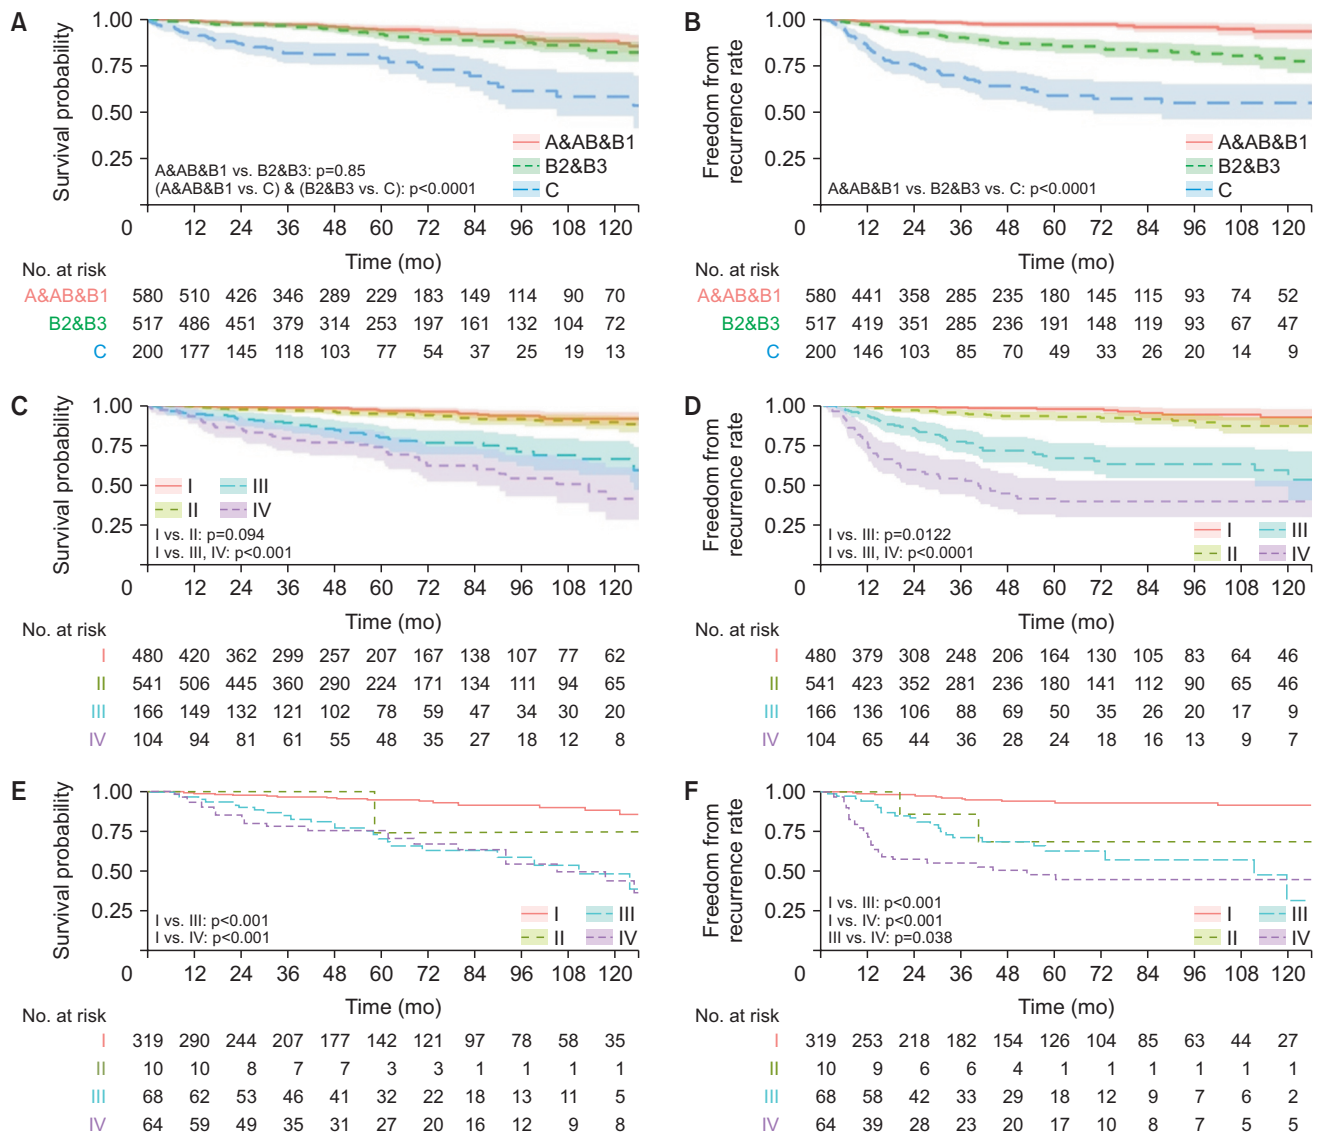 A
Survival probability
1.00
0.75
0.50
0.25
A&AB&B1 vs. B2&B3: p=0.85
(A&AB&B1 vs. C) & (B2&B3 vs. C): p<0.0001
A&AB&B1
B2&B3
C
0 12 24 36 48 60 72 84 96 108 120
Time (mo)
No. at risk
A&AB&B1 580 510 426 346 289 229 183 149 114 90 70
B2&B3 517 486 451 379 314 253 197 161 132 104 72
C 200 177 145 118 103 77 54 37 25 19 13
B
Freedom from
recurrence rate
1.00
0.75
0.50
0.25
A&AB&B1 vs. B2&B3 vs. C: p<0.0001
A&AB&B1
B2&B3
C
0 12 24 36 48 60 72 84 96 108 120
Time (mo)
No. at risk
A&AB&B1 580 441 358 285 235 180 145 115 93 74 52
B2&B3 517 419 351 285 236 191 148 119 93 67 47
C 200 146 103 85 70 49 33 26 20 14 9
C
Survival probability
1.00
0.75
0.50
0.25
I III
II IV
I vs. II: p=0.094
I vs. III, IV: p<0.001
0 12 24 36 48 60 72 84 96 108 120
Time (mo)
No. at risk
I 480 420 362 299 257 207 167 138 107 77 62
II 541 506 445 360 290 224 171 134 111 94 65
III 166 149 132 121 102 78 59 47 34 30 20
IV 104 94 81 61 55 48 35 27 18 12 8
D
Freedom from
recurrence rate
1.00
0.75
0.50
0.25
I vs. III: p=0.0122
I vs. III, IV: p<0.0001
I III
II IV
0 12 24 36 48 60 72 84 96 108 120
Time (mo)
No. at risk
I 480 379 308 248 206 164 130 105 83 64 46
II 541 423 352 281 236 180 141 112 90 65 46
III 166 136 106 88 69 50 35 26 20 17 9
IV 104 65 44 36 28 24 18 16 13 9 7
E
Survival probability
1.00
0.75
0.50
0.25
I vs. III: p<0.001
I vs. IV: p<0.001
I III
II IV
0 12 24 36 48 60 72 84 96 108 120
Time (mo)
No. at risk
I 319 290 244 207 177 142 121 97 78 58 35
II 10 10 8 7 7 3 3 1 1 1 1
III 68 62 53 46 41 32 22 18 13 11 5
IV 64 59 49 35 31 27 20 16 12 9 8
F
Freedom from
recurrence rate
1.00
0.75
0.50
0.25
I vs. III: p<0.001
I vs. IV: p<0.001
III vs. IV: p=0.038
I III
II IV
0 12 24 36 48 60 72 84 96 108 120
Time (mo)
No. at risk
I 319 253 218 182 154 126 104 85 63 44 27
II 10 9 6 6 4 1 1 1 1 1 1
III 68 58 42 33 29 18 12 9 7 6 2
IV 64 39 28 23 20 17 10 8 7 5 5